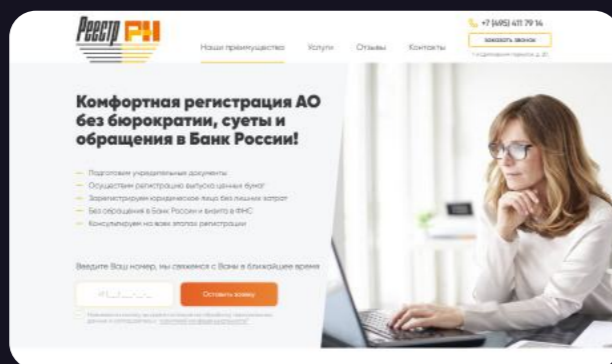 Реестр РН
+7 (495) 411 79 14
заказать звонок
Наши преимущества Услуги Отзывы Контакты
Комфортная регистрация АО
без бюрократии, суеты и
обращения в Банк России!
— Подготовим учредительные документы
— Осуществим регистрацию выпуска ценных бумаг
— Зарегистрируем юридическое лицо без лишних затрат
— Без обращения в Банк России и визита в ФНС
— Консультируем на всех этапах регистрации
Введите Ваш номер, мы свяжемся с Вами в ближайшее время
Оставить заявку